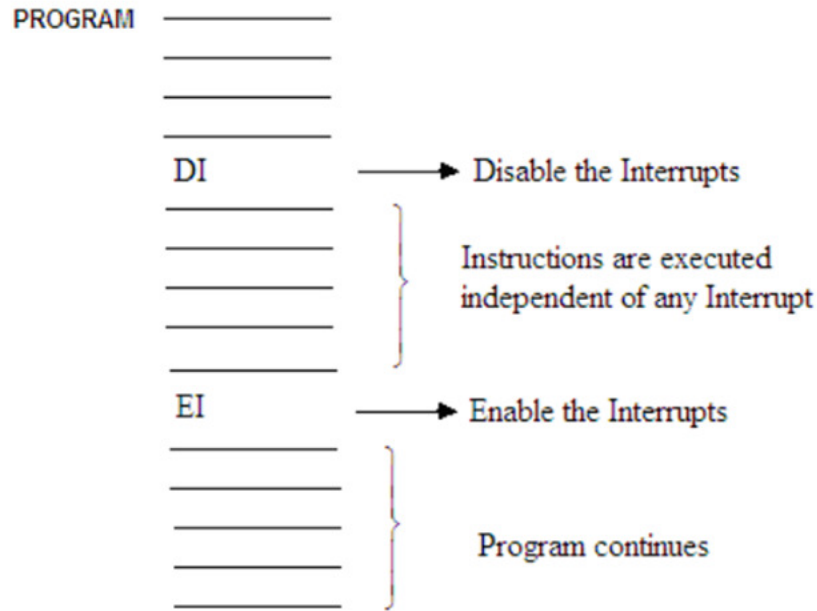 PROGRAM
DI
Disable the Interrupts
Instructions are executed
independent of any Interrupt
EI
Enable the Interrupts
Program continues